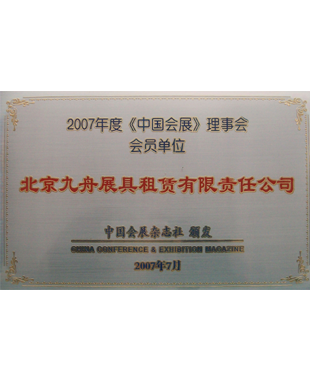 2007年度《中国会展》理事会
会员单位
北京九舟展具租赁有限责任公司
中国会展杂志社 颁发
CHINA CONFERENCE & EXHIBITION MAGAZINE
2007年7月